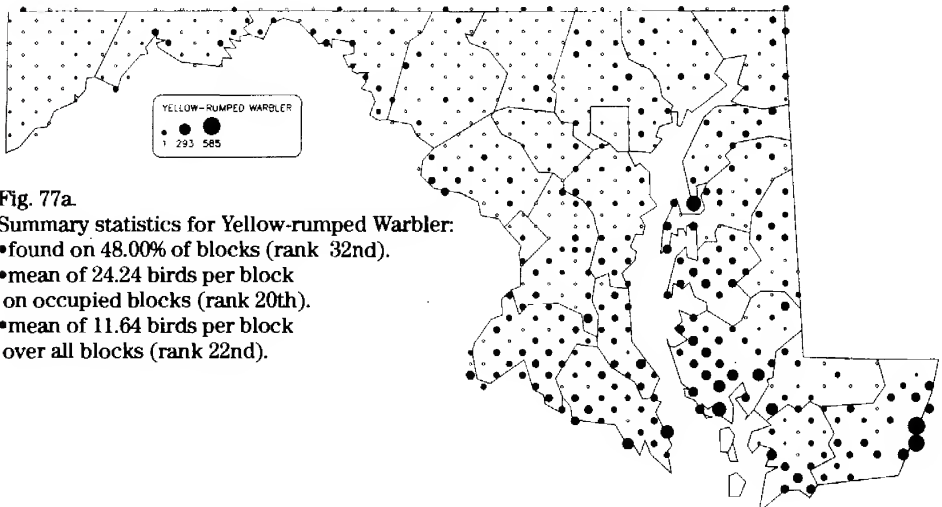 YELLOW-RUMPED WARBLER
1 293 585
Fig. 77a.
Summary statistics for Yellow-rumped Warbler:
•found on 48.00% of blocks (rank 32nd).
•mean of 24.24 birds per block
on occupied blocks (rank 20th).
•mean of 11.64 birds per block
over all blocks (rank 22nd).